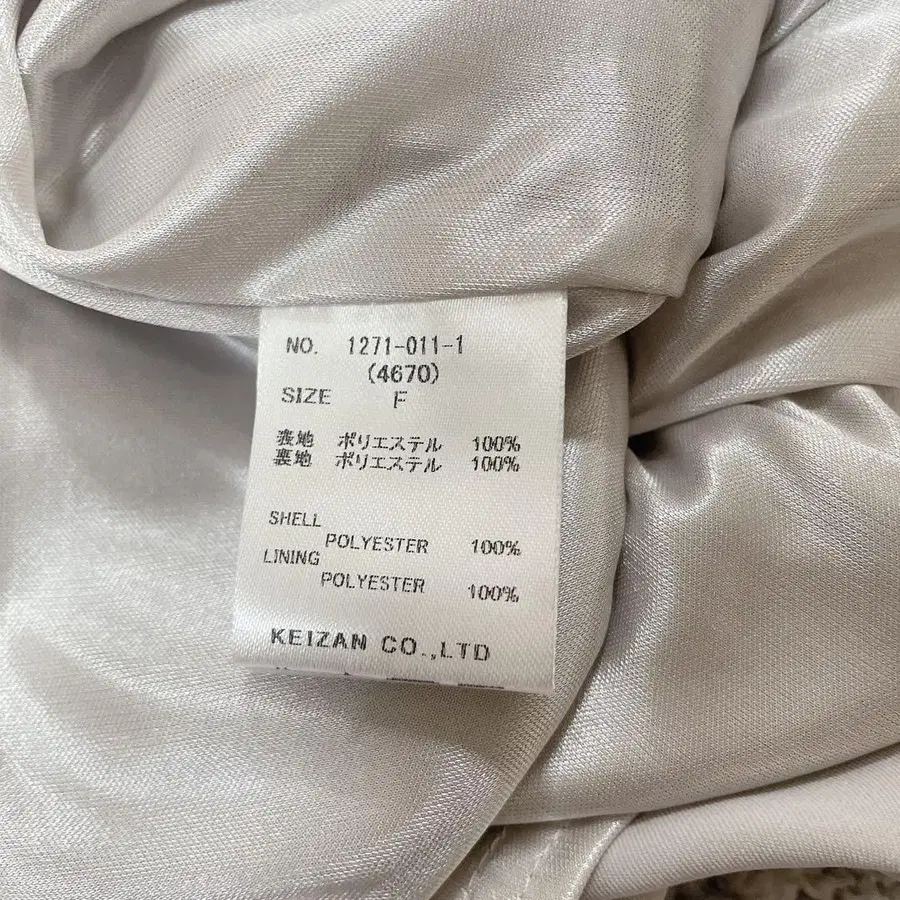 NO. 1271-011-1
(4670)
SIZE F
表地 ポリエステル 100%
裏地 ポリエステル 100%
SHELL
POLYESTER 100%
LINING
POLYESTER 100%
KEIZAN CO.,LTD